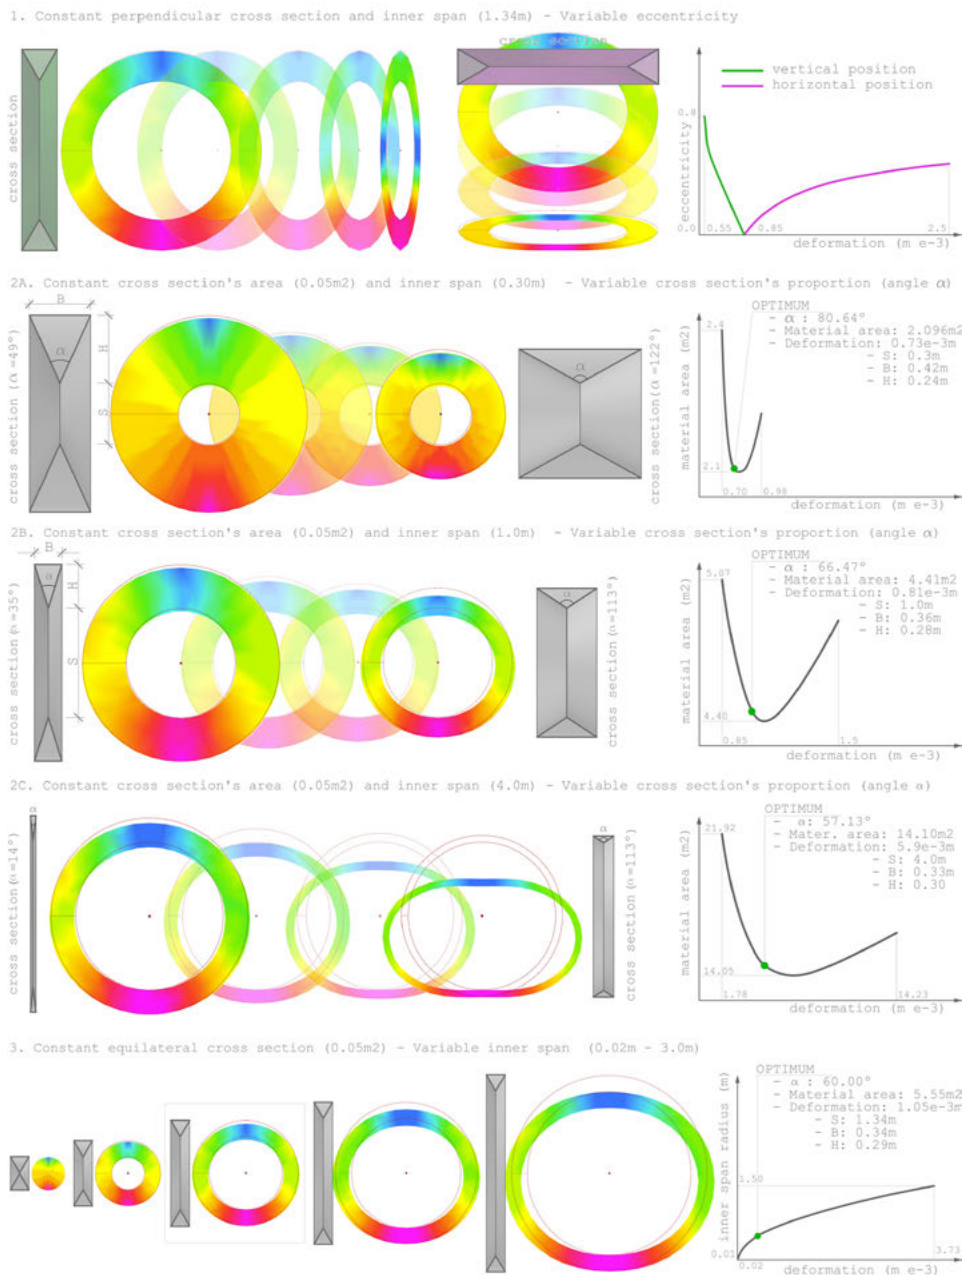 1. Constant perpendicular cross section and inner span (1.34m) - Variable eccentricity
cross section
cross section
vertical position
horizontal position
eccentricity
0.8
0.0
0.55
0.85
2.5
deformation (m e-3)
2A. Constant cross section's area (0.05m2) and inner span (0.30m) - Variable cross section's proportion (angle α)
B
α
H
S
cross section (α=49°)
α
cross section (α=122°)
material area (m2)
2.4
2.1
0.70
0.98
deformation (m e-3)
OPTIMUM
- α : 80.64°
- Material area: 2.096m2
- Deformation: 0.73e-3m
- S: 0.3m
- B: 0.42m
- H: 0.24m
2B. Constant cross section's area (0.05m2) and inner span (1.0m) - Variable cross section's proportion (angle α)
B
α
H
S
cross section (α=35°)
α
cross section (α=113°)
material area (m2)
5.07
4.40
0.85
1.5
deformation (m e-3)
OPTIMUM
- α : 66.47°
- Material area: 4.41m2
- Deformation: 0.81e-3m
- S: 1.0m
- B: 0.36m
- H: 0.28m
2C. Constant cross section's area (0.05m2) and inner span (4.0m) - Variable cross section's proportion (angle α)
α
cross section (α=14°)
α
cross section (α=113°)
material area (m2)
21.92
14.05
1.78
14.23
deformation (m e-3)
OPTIMUM
- α: 57.13°
- Mater. area: 14.10m2
- Deformation: 5.9e-3m
- S: 4.0m
- B: 0.33m
- H: 0.30
3. Constant equilateral cross section (0.05m2) - Variable inner span (0.02m - 3.0m)
inner span radius (m)
1.50
0.01
0.02
3.73
deformation (m e-3)
OPTIMUM
- α : 60.00°
- Material area: 5.55m2
- Deformation: 1.05e-3m
- S: 1.34m
- B: 0.34m
- H: 0.29m